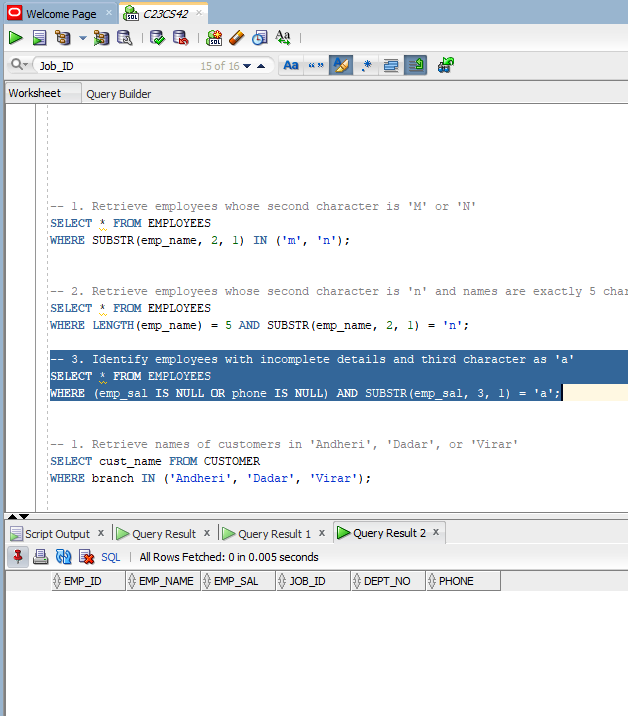 Welcome Page
C23CS42
Job_ID 15 of 16
Worksheet Query Builder
-- 1. Retrieve employees whose second character is 'M' or 'N'
SELECT * FROM EMPLOYEES
WHERE SUBSTR(emp_name, 2, 1) IN ('m', 'n');
-- 2. Retrieve employees whose second character is 'n' and names are exactly 5 char
SELECT * FROM EMPLOYEES
WHERE LENGTH(emp_name) = 5 AND SUBSTR(emp_name, 2, 1) = 'n';
-- 3. Identify employees with incomplete details and third character as 'a'
SELECT * FROM EMPLOYEES
WHERE (emp_sal IS NULL OR phone IS NULL) AND SUBSTR(emp_sal, 3, 1) = 'a';
-- 1. Retrieve names of customers in 'Andheri', 'Dadar', or 'Virar'
SELECT cust_name FROM CUSTOMER
WHERE branch IN ('Andheri', 'Dadar', 'Virar');
Script Output x Query Result x Query Result 1 x Query Result 2 x
SQL | All Rows Fetched: 0 in 0.005 seconds
EMP_ID EMP_NAME EMP_SAL JOB_ID DEPT_NO PHONE